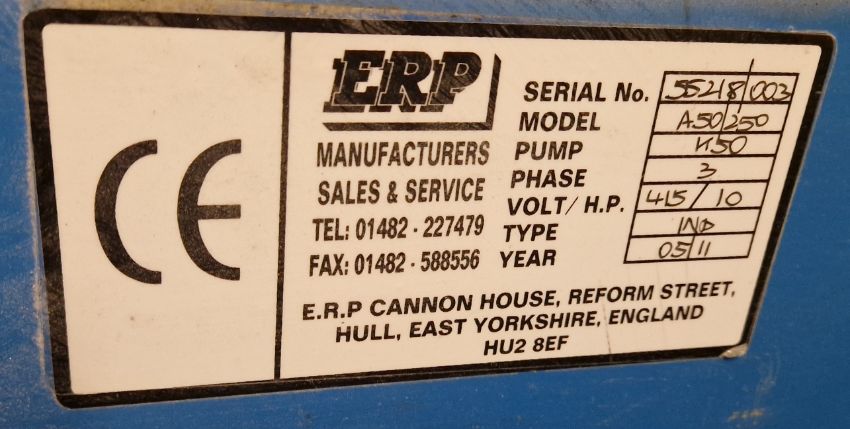 CE
ERP
MANUFACTURERS
SALES & SERVICE
TEL: 01482 - 227479
FAX: 01482 - 588556
SERIAL No. 55218/003
MODEL A50/250
PUMP K50
PHASE 3
VOLT/ H.P. 415/10
TYPE IND
YEAR 05/11
E.R.P CANNON HOUSE, REFORM STREET,
HULL, EAST YORKSHIRE, ENGLAND
HU2 8EF